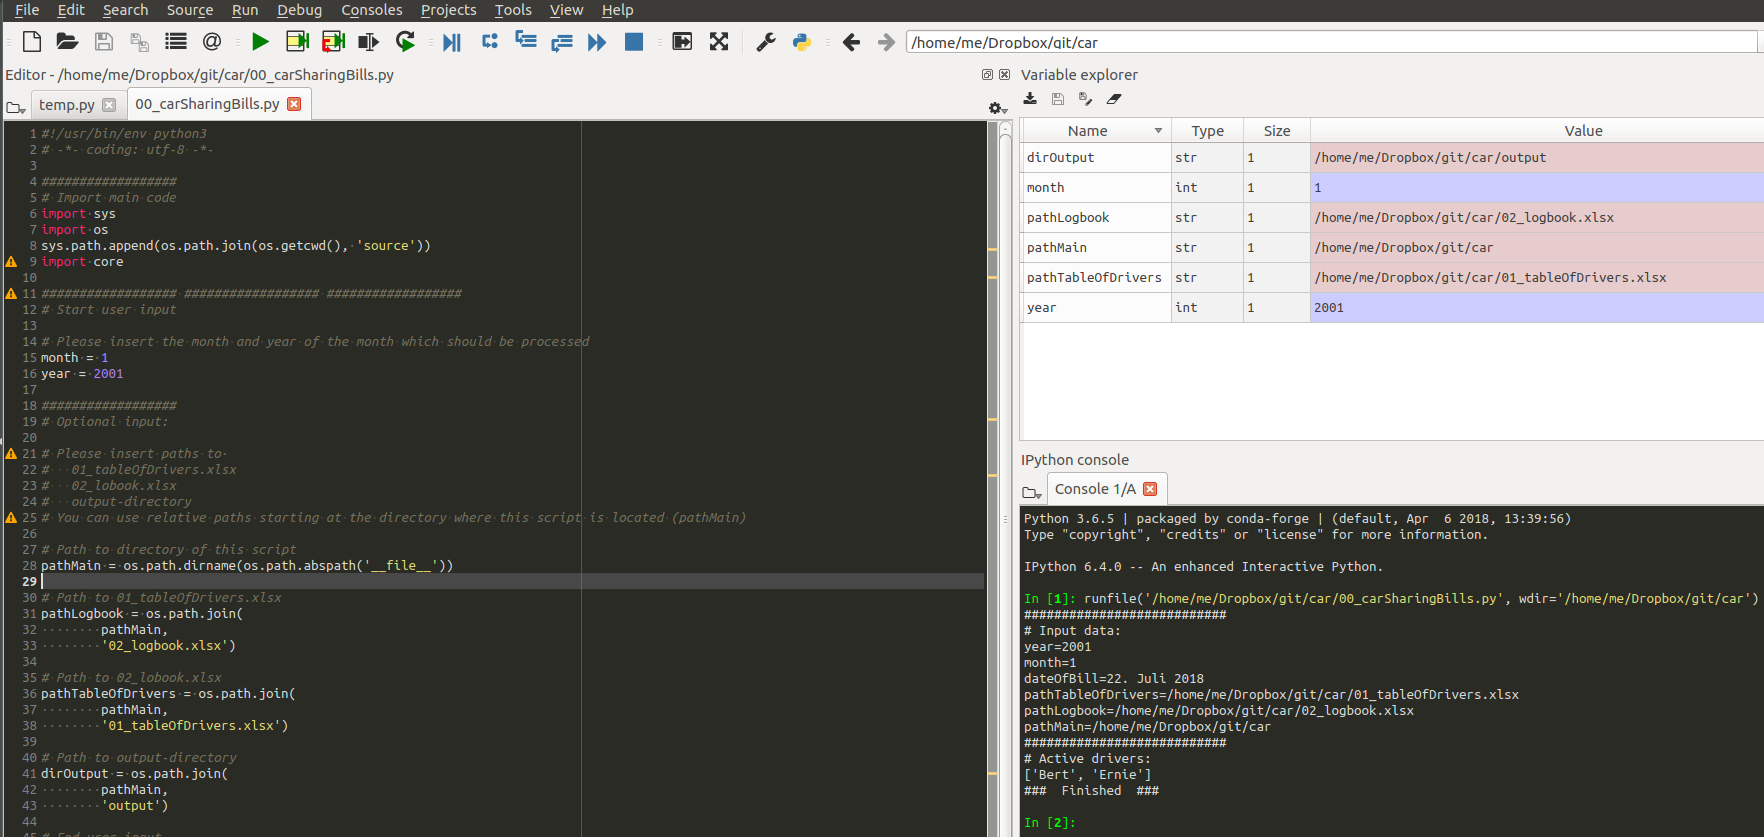 File Edit Search Source Run Debug Consoles Projects Tools View Help
/home/me/Dropbox/git/car
Editor - /home/me/Dropbox/git/car/00_carSharingBills.py
temp.py 00_carSharingBills.py
1 #!/usr/bin/env python3
2 # -*- coding: utf-8 -*-
3
4 ##################
5 # Import main code
6 import sys
7 import os
8 sys.path.append(os.path.join(os.getcwd(), 'source'))
9 import core
10
11 ################## ################## ##################
12 # Start user input
13
14 # Please insert the month and year of the month which should be processed
15 month = 1
16 year = 2001
17
18 ##################
19 # Optional input:
20
21 # Please insert paths to
22 #   01_tableOfDrivers.xlsx
23 #   02_lobook.xlsx
24 #   output-directory
25 # You can use relative paths starting at the directory where this script is located (pathMain)
26
27 # Path to directory of this script
28 pathMain = os.path.dirname(os.path.abspath('__file__'))
29
30 # Path to 01_tableOfDrivers.xlsx
31 pathLogbook = os.path.join(
32         pathMain,
33         '02_logbook.xlsx')
34
35 # Path to 02_lobook.xlsx
36 pathTableOfDrivers = os.path.join(
37         pathMain,
38         '01_tableOfDrivers.xlsx')
39
40 # Path to output-directory
41 dirOutput = os.path.join(
42         pathMain,
43         'output')
44
45 # End user input
Variable explorer
Name Type Size Value
dirOutput str 1 /home/me/Dropbox/git/car/output
month int 1 1
pathLogbook str 1 /home/me/Dropbox/git/car/02_logbook.xlsx
pathMain str 1 /home/me/Dropbox/git/car
pathTableOfDrivers str 1 /home/me/Dropbox/git/car/01_tableOfDrivers.xlsx
year int 1 2001
IPython console
Console 1/A
Python 3.6.5 | packaged by conda-forge | (default, Apr  6 2018, 13:39:56)
Type "copyright", "credits" or "license" for more information.
IPython 6.4.0 -- An enhanced Interactive Python.
In [1]: runfile('/home/me/Dropbox/git/car/00_carSharingBills.py', wdir='/home/me/Dropbox/git/car')
###########################
# Input data:
year=2001
month=1
dateOfBill=22. Juli 2018
pathTableOfDrivers=/home/me/Dropbox/git/car/01_tableOfDrivers.xlsx
pathLogbook=/home/me/Dropbox/git/car/02_logbook.xlsx
pathMain=/home/me/Dropbox/git/car
###########################
# Active drivers:
['Bert', 'Ernie']
###  Finished  ###
In [2]: